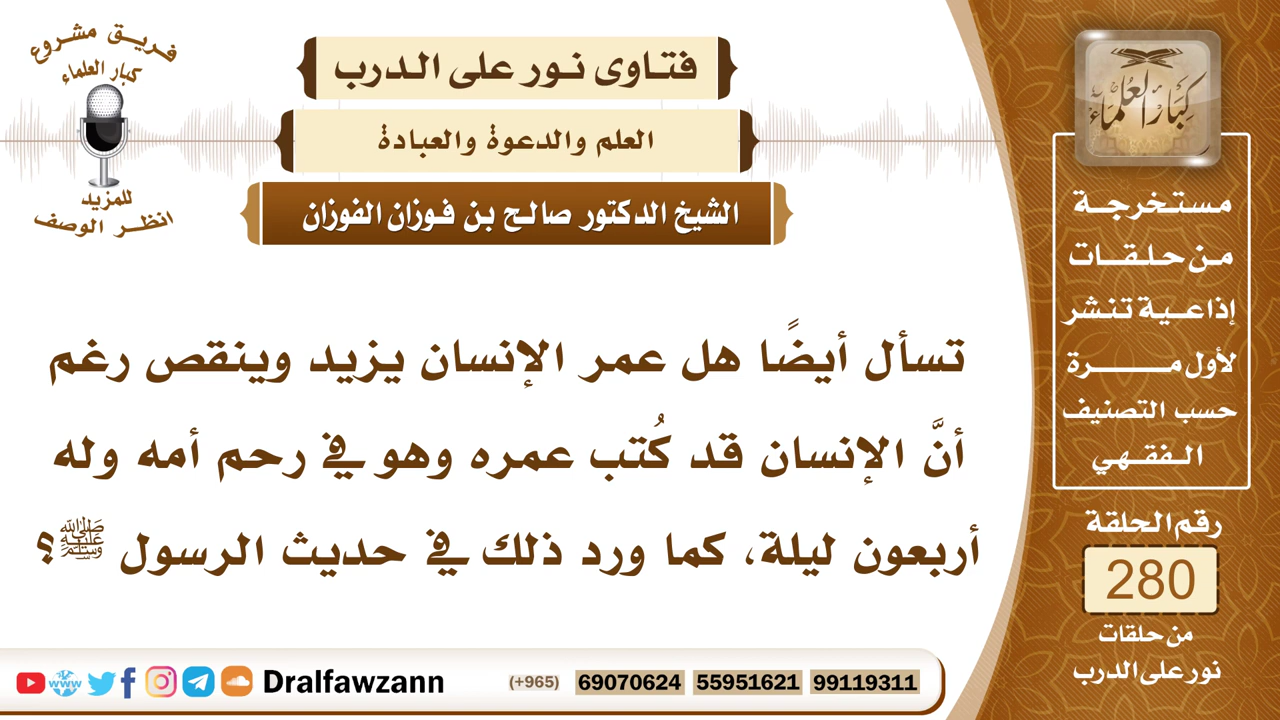 فتاوى نور على الدرب
العلم والدعوة والعبادة
الشيخ الدكتور صالح بن فوزان الفوزان
فريق مشروع
كبار العلماء
للمزيد
انظر الوصف
كبار العلماء
مستخرجة
من حلقات
إذاعية تنشر
لأول مرة
حسب التصنيف
الفقهي
رقم الحلقة
280
من حلقات
نور على الدرب
تسأل أيضًا هل عمر الإنسان يزيد وينقص رغم
أنَّ الإنسان قد كُتب عمره وهو في رحم أمه وله
أربعون ليلة، كما ورد ذلك في حديث الرسول ﷺ؟
www Dralfawzann (+965) 69070624 55951621 99119311